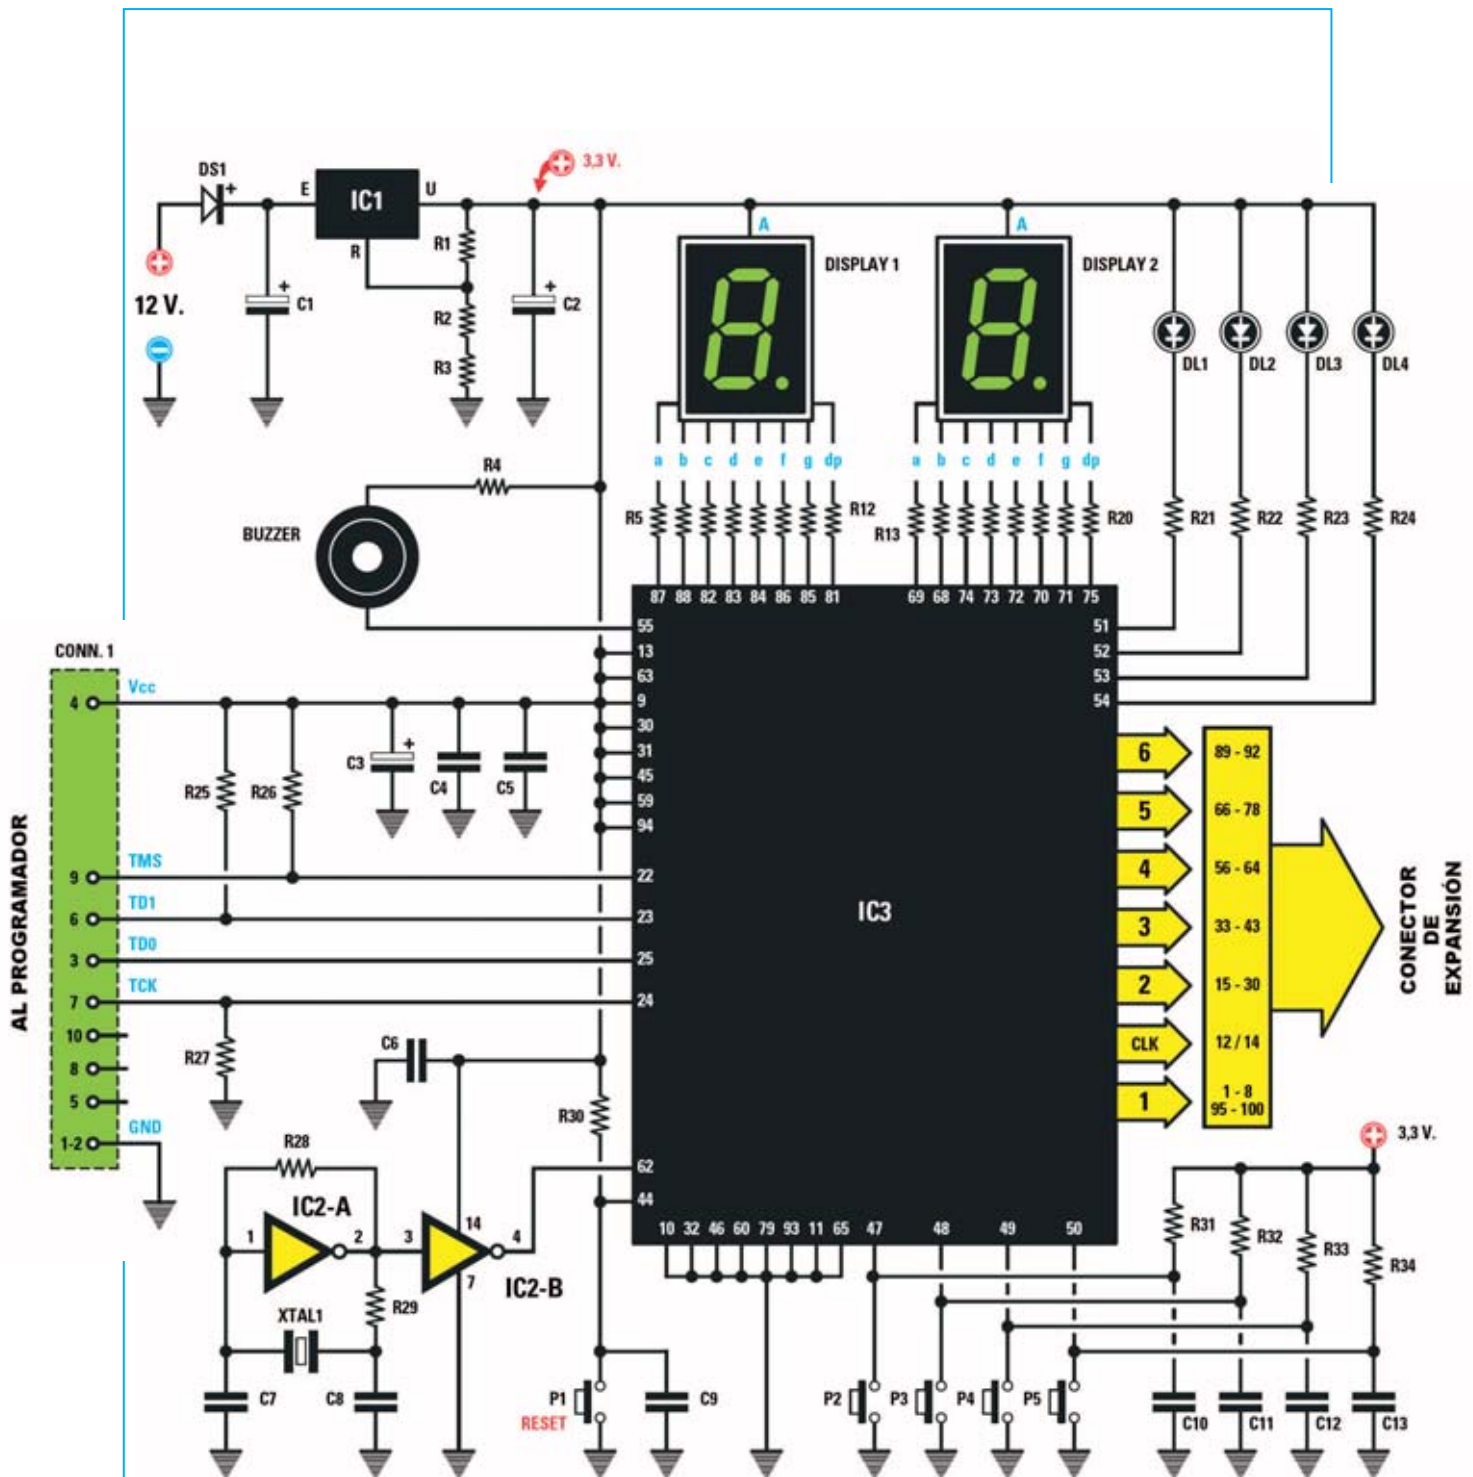 3,3 V.
DS1
E
IC1
U
R
R1
A
A
DISPLAY 1
DISPLAY 2
12 V.
C1
R2
C2
R3
DL1
DL2
DL3
DL4
R4
a b c d e f g dp
a b c d e f g dp
BUZZER
R5
R12
R13
R20
R21
R22
R23
R24
87 88 82 83 84 86 85 81
69 68 74 73 72 70 71 75
55
13
63
9
30
31
45
59
94
22
23
25
24
62
44
51
52
53
54
IC3
CONN. 1
AL PROGRAMADOR
4
Vcc
9
TMS
6
TD1
3
TD0
7
TCK
10
8
5
1-2
GND
R25
R26
C3
C4
C5
R27
C6
R30
R28
IC2-A
1
2
3
14
4
7
IC2-B
R29
XTAL1
C7
C8
P1
RESET
C9
6
89 - 92
5
66 - 78
4
56 - 64
3
33 - 43
2
15 - 30
CLK
12 / 14
1
1 - 8
95 - 100
CONECTOR
DE
EXPANSIÓN
3,3 V.
10 32 46 60 79 93 11 65 47 48 49 50
R31
R32
R33
R34
P2
P3
P4
P5
C10
C11
C12
C13